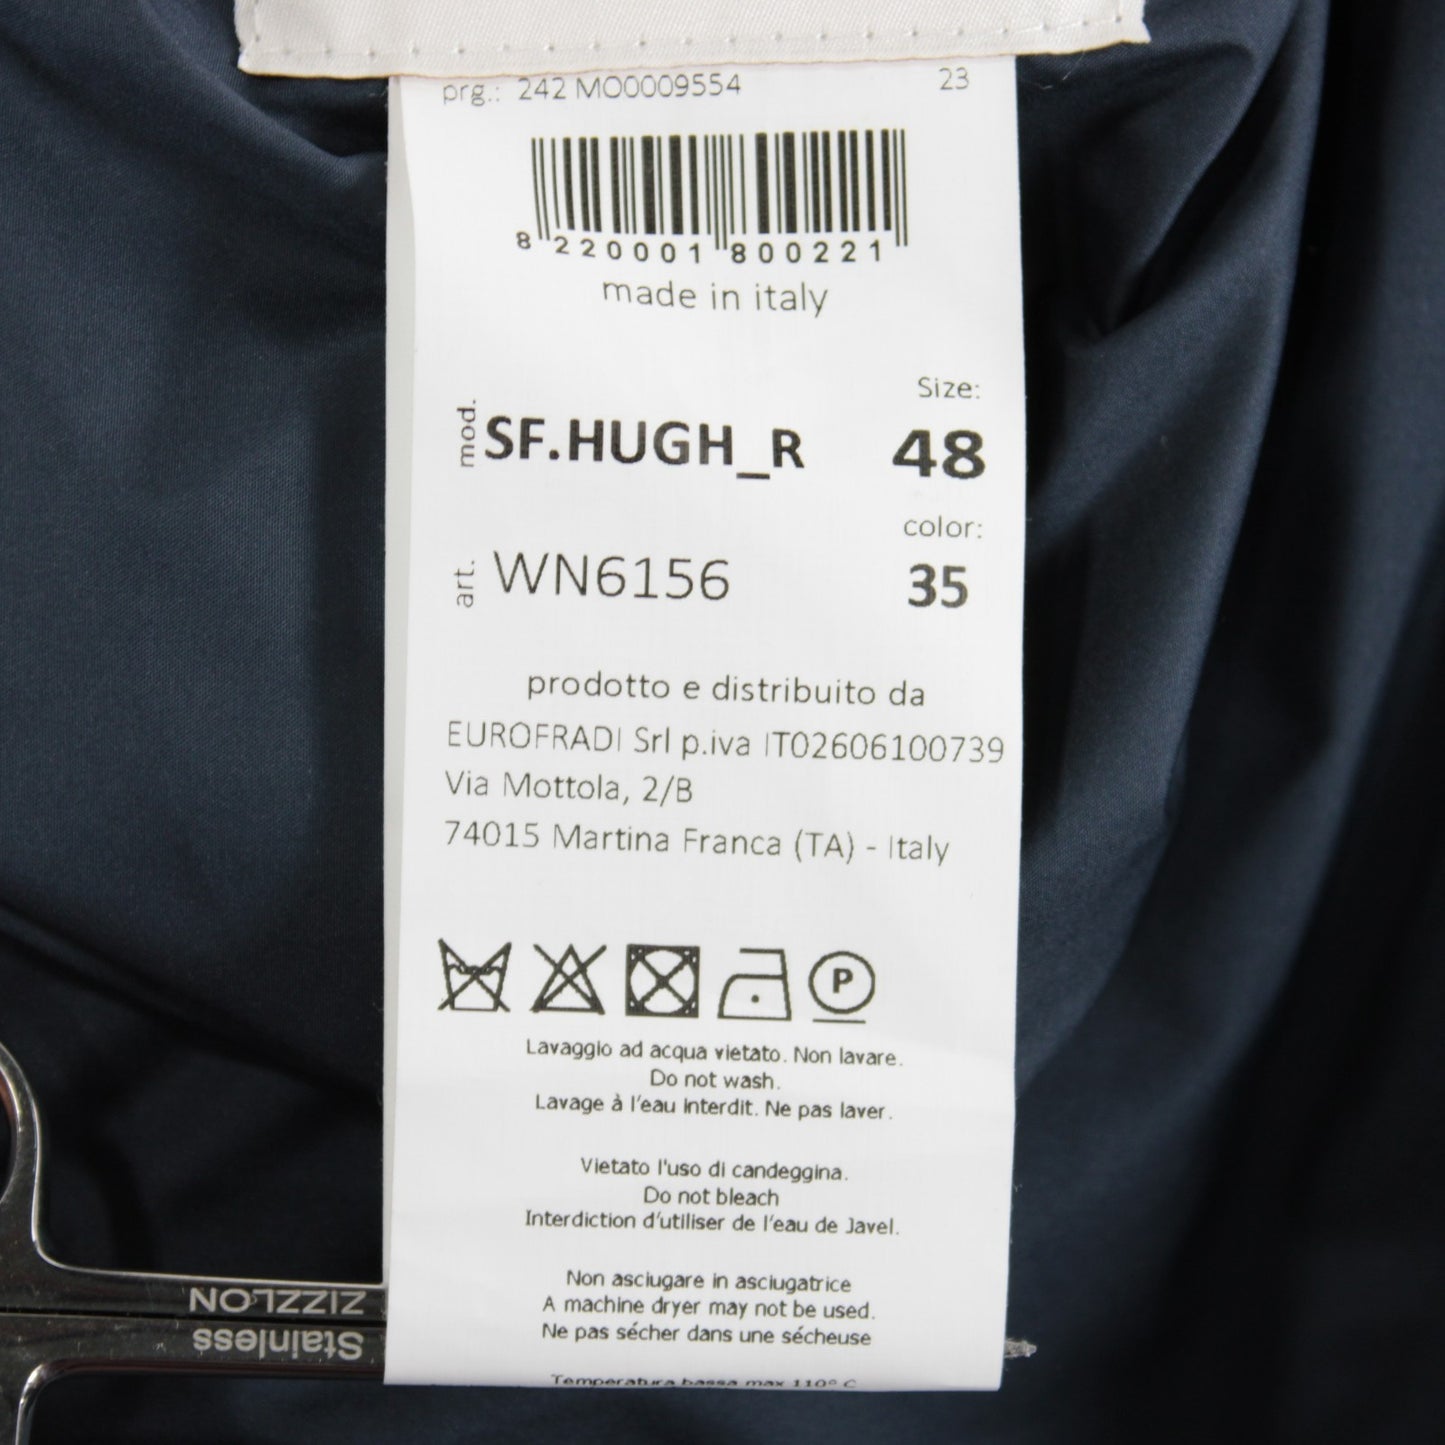 prg.: 242 MO0009554 23
8 220001 800221
made in italy
Size:
mod. SF.HUGH_R 48
color:
art. WN6156 35
prodotto e distribuito da
EUROFRADI Srl p.iva IT02606100739
Via Mottola, 2/B
74015 Martina Franca (TA) - Italy
P
Lavaggio ad acqua vietato. Non lavare.
Do not wash.
Lavage à l'eau interdit. Ne pas laver.
Vietato l'uso di candeggina.
Do not bleach
Interdiction d'utiliser de l'eau de Javel.
Non asciugare in asciugatrice
A machine dryer may not be used.
Ne pas sécher dans une sécheuse
Temperatura bassa max 110° C
ZIZZLON
Stainless